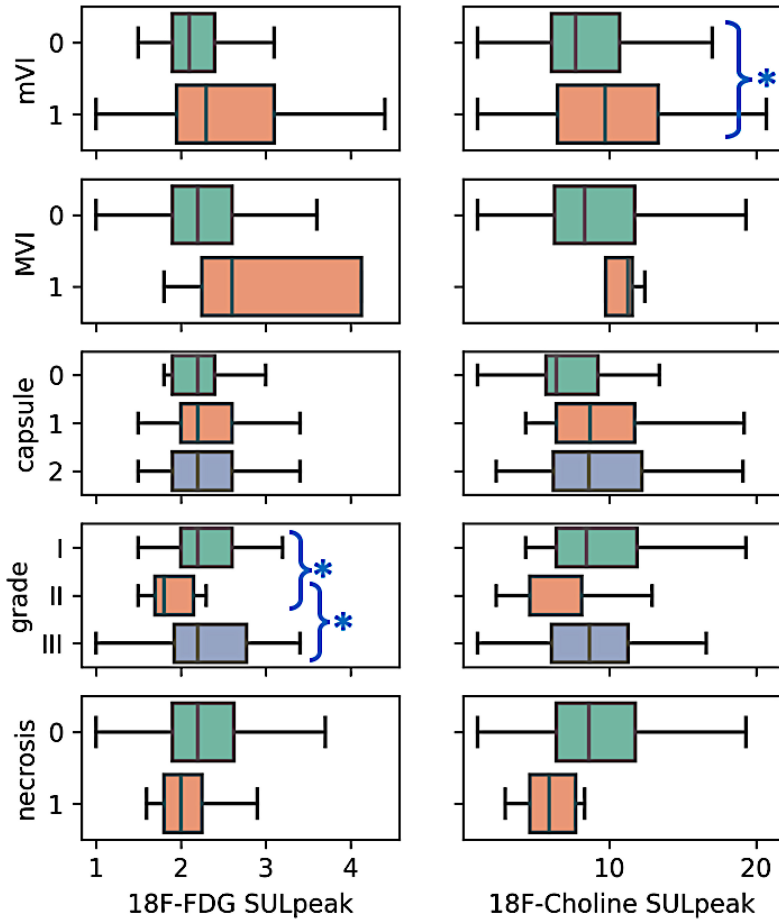 mVI
0
1
*
MVI
0
1
capsule
0
1
2
grade
I
II
III
*
*
necrosis
0
1
1 2 3 4
10 20
18F-FDG SULpeak
18F-Choline SULpeak